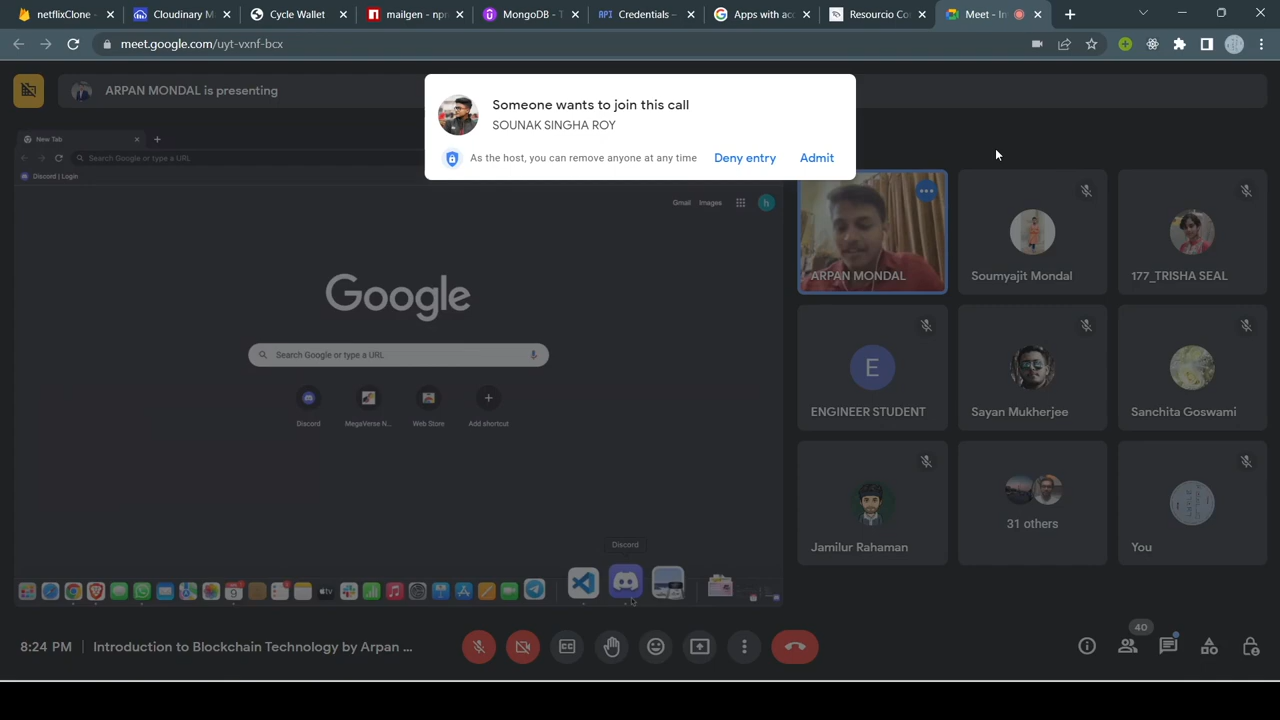 netflixClone -
Cloudinary M
Cycle Wallet
mailgen - npr
MongoDB - T
API Credentials -
Apps with acc
Resourcio Co
Meet - In
meet.google.com/uyt-vxnf-bcx
ARPAN MONDAL is presenting
Someone wants to join this call
SOUNAK SINGHA ROY
As the host, you can remove anyone at any time
Deny entry
Admit
New Tab
Search Google or type a URL
Discord | Login
Gmail Images
h
Google
Search Google or type a URL
Discord
MegaVerse N...
Web Store
Add shortcut
Discord
ARPAN MONDAL
Soumyajit Mondal
177_TRISHA SEAL
E
ENGINEER STUDENT
Sayan Mukherjee
Sanchita Goswami
Jamilur Rahaman
31 others
You
tv
8:24 PM | Introduction to Blockchain Technology by Arpan ...
40